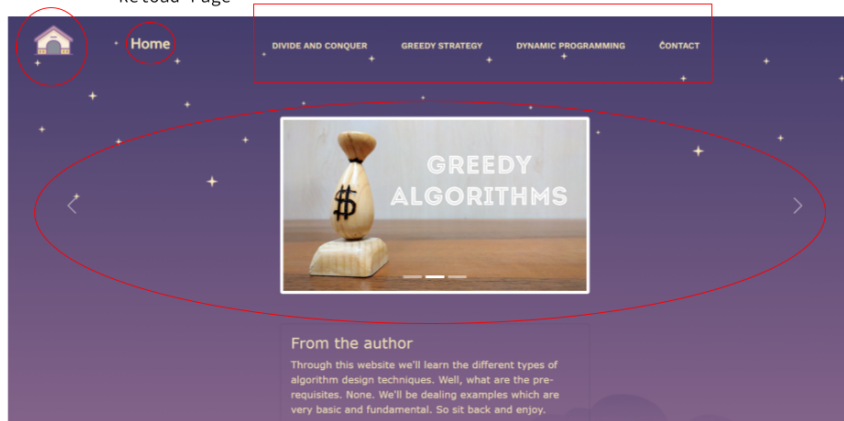 Reload Page
Home
DIVIDE AND CONQUER GREEDY STRATEGY DYNAMIC PROGRAMMING CONTACT
$
GREEDY
ALGORITHMS
From the author
Through this website we'll learn the different types of
algorithm design techniques. Well, what are the pre-
requisites. None. We'll be dealing examples which are
very basic and fundamental. So sit back and enjoy.